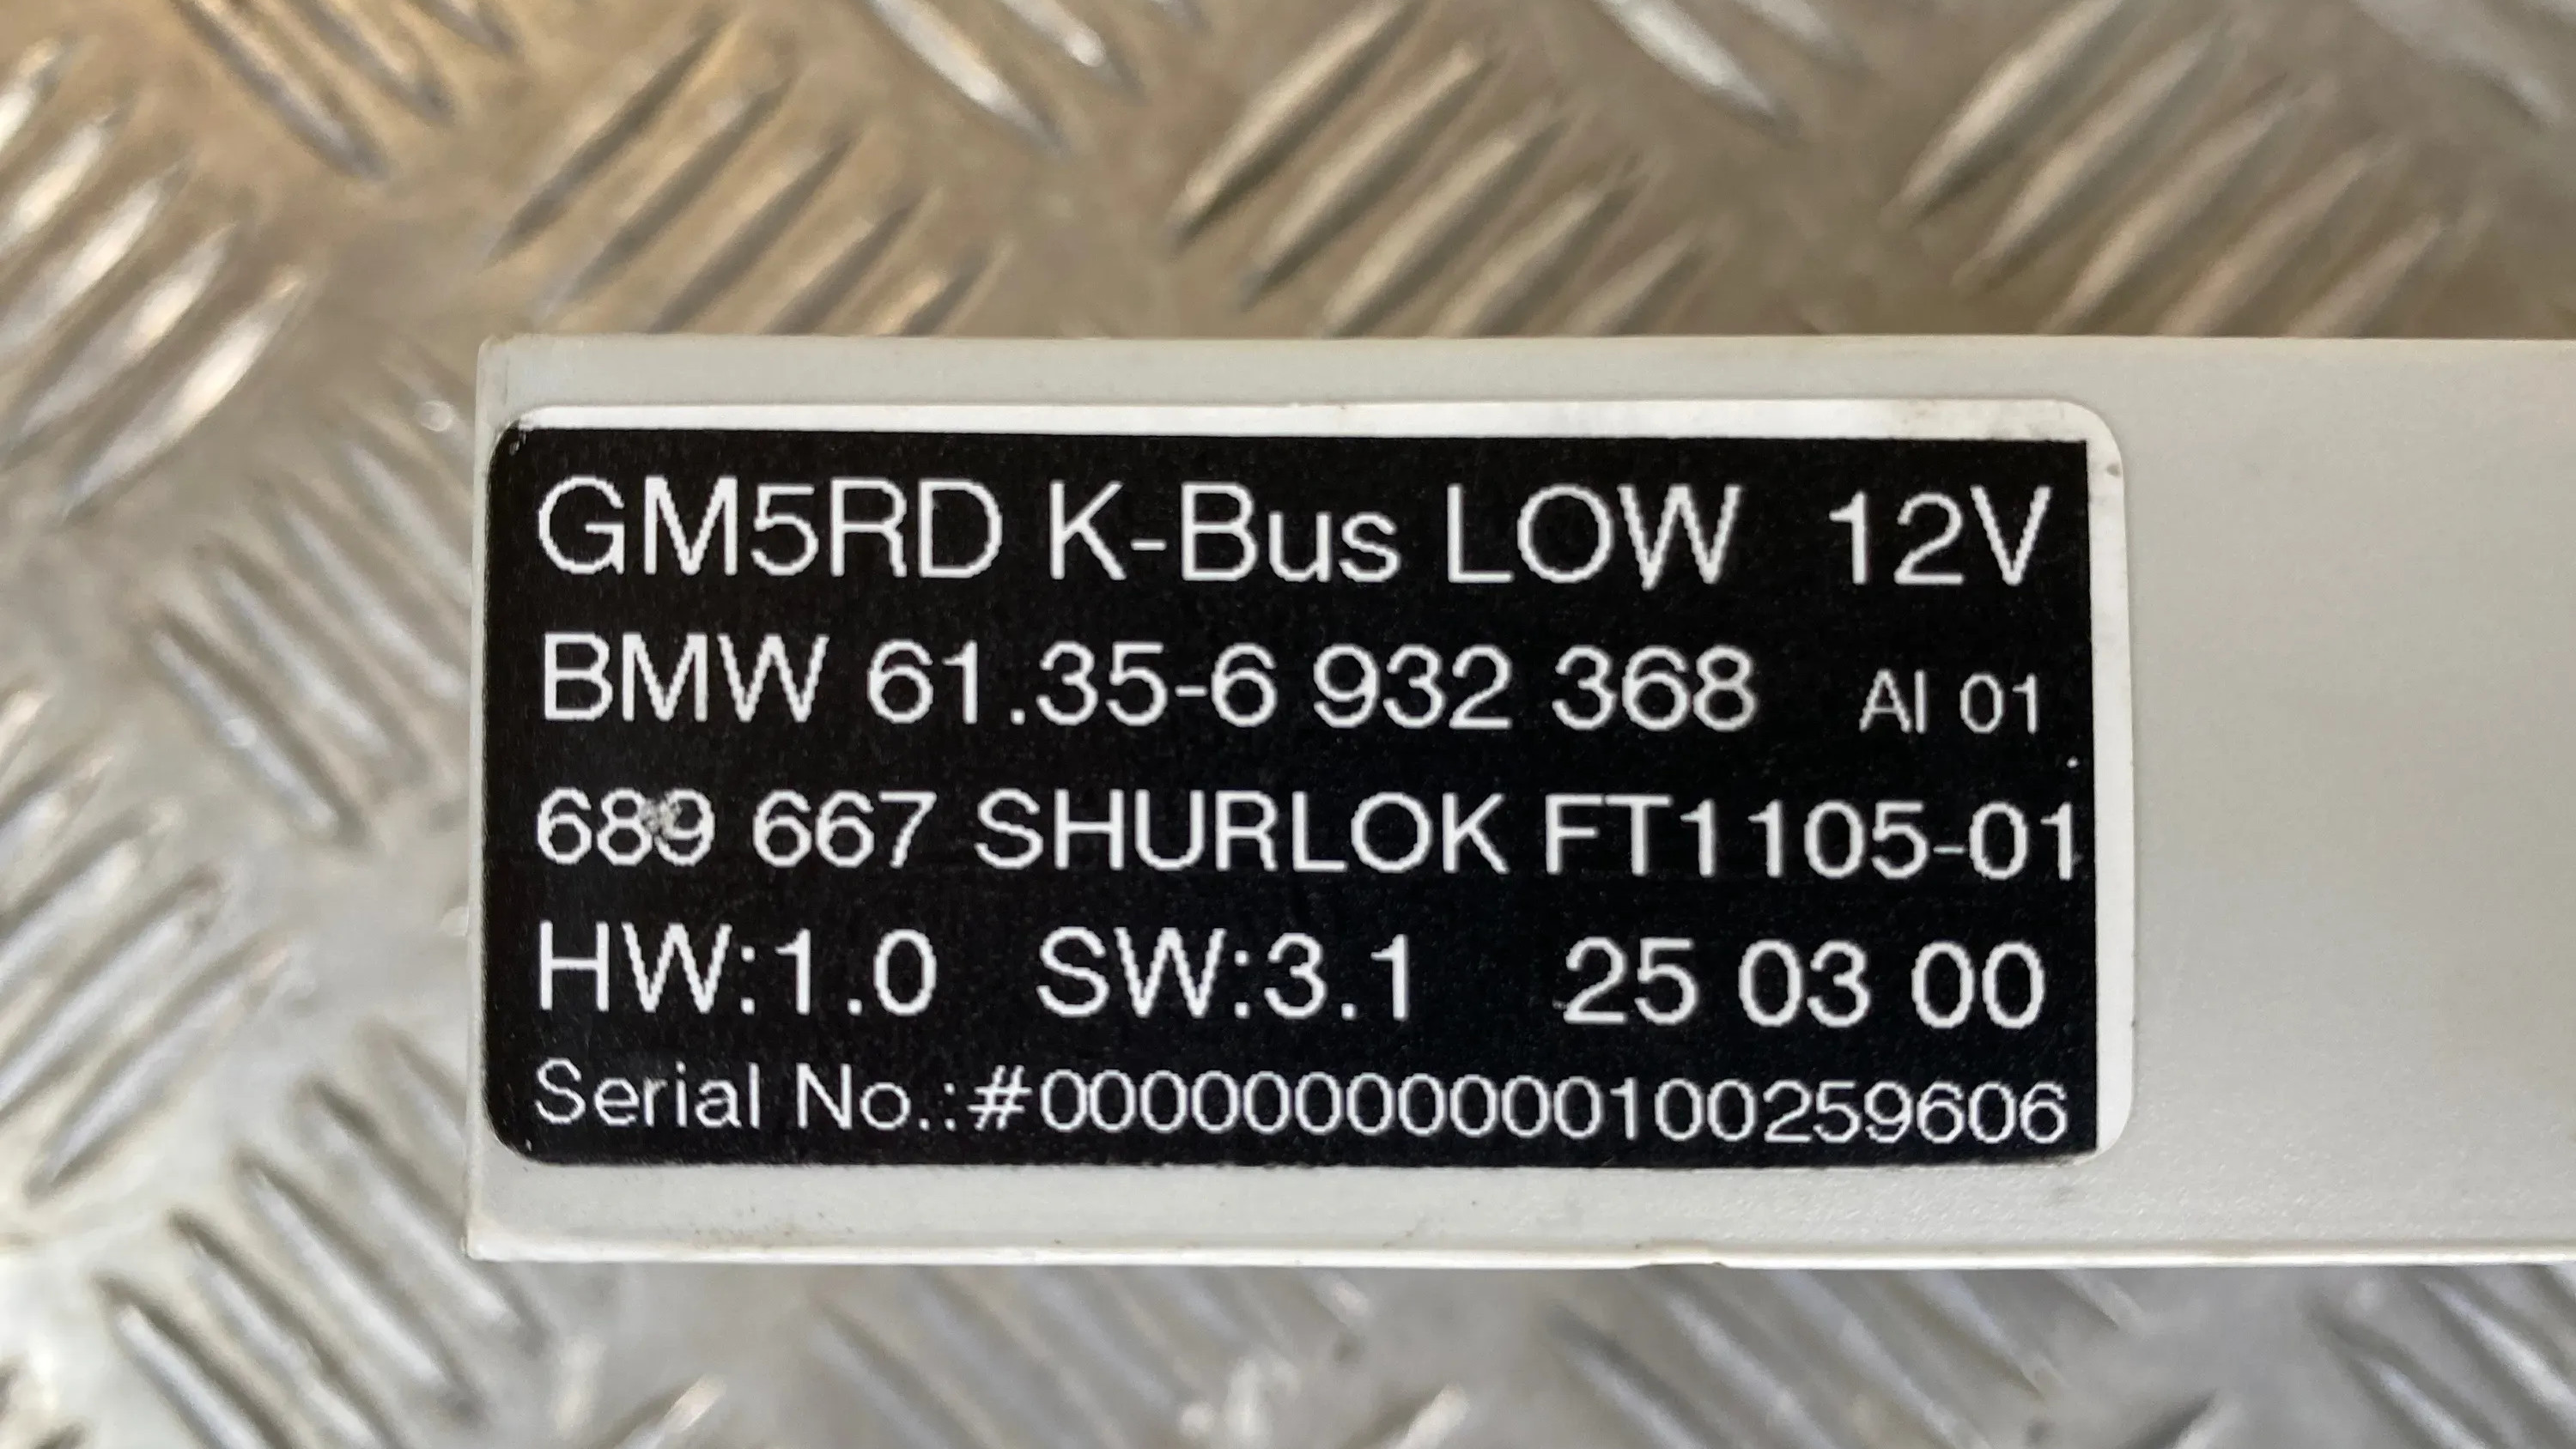 GM5RD K-Bus LOW 12V
BMW 61.35-6 932 368 AI 01
689 667 SHURLOK FT1105-01
HW:1.0 SW:3.1 25 03 00
Serial No.:#000000000000100259606